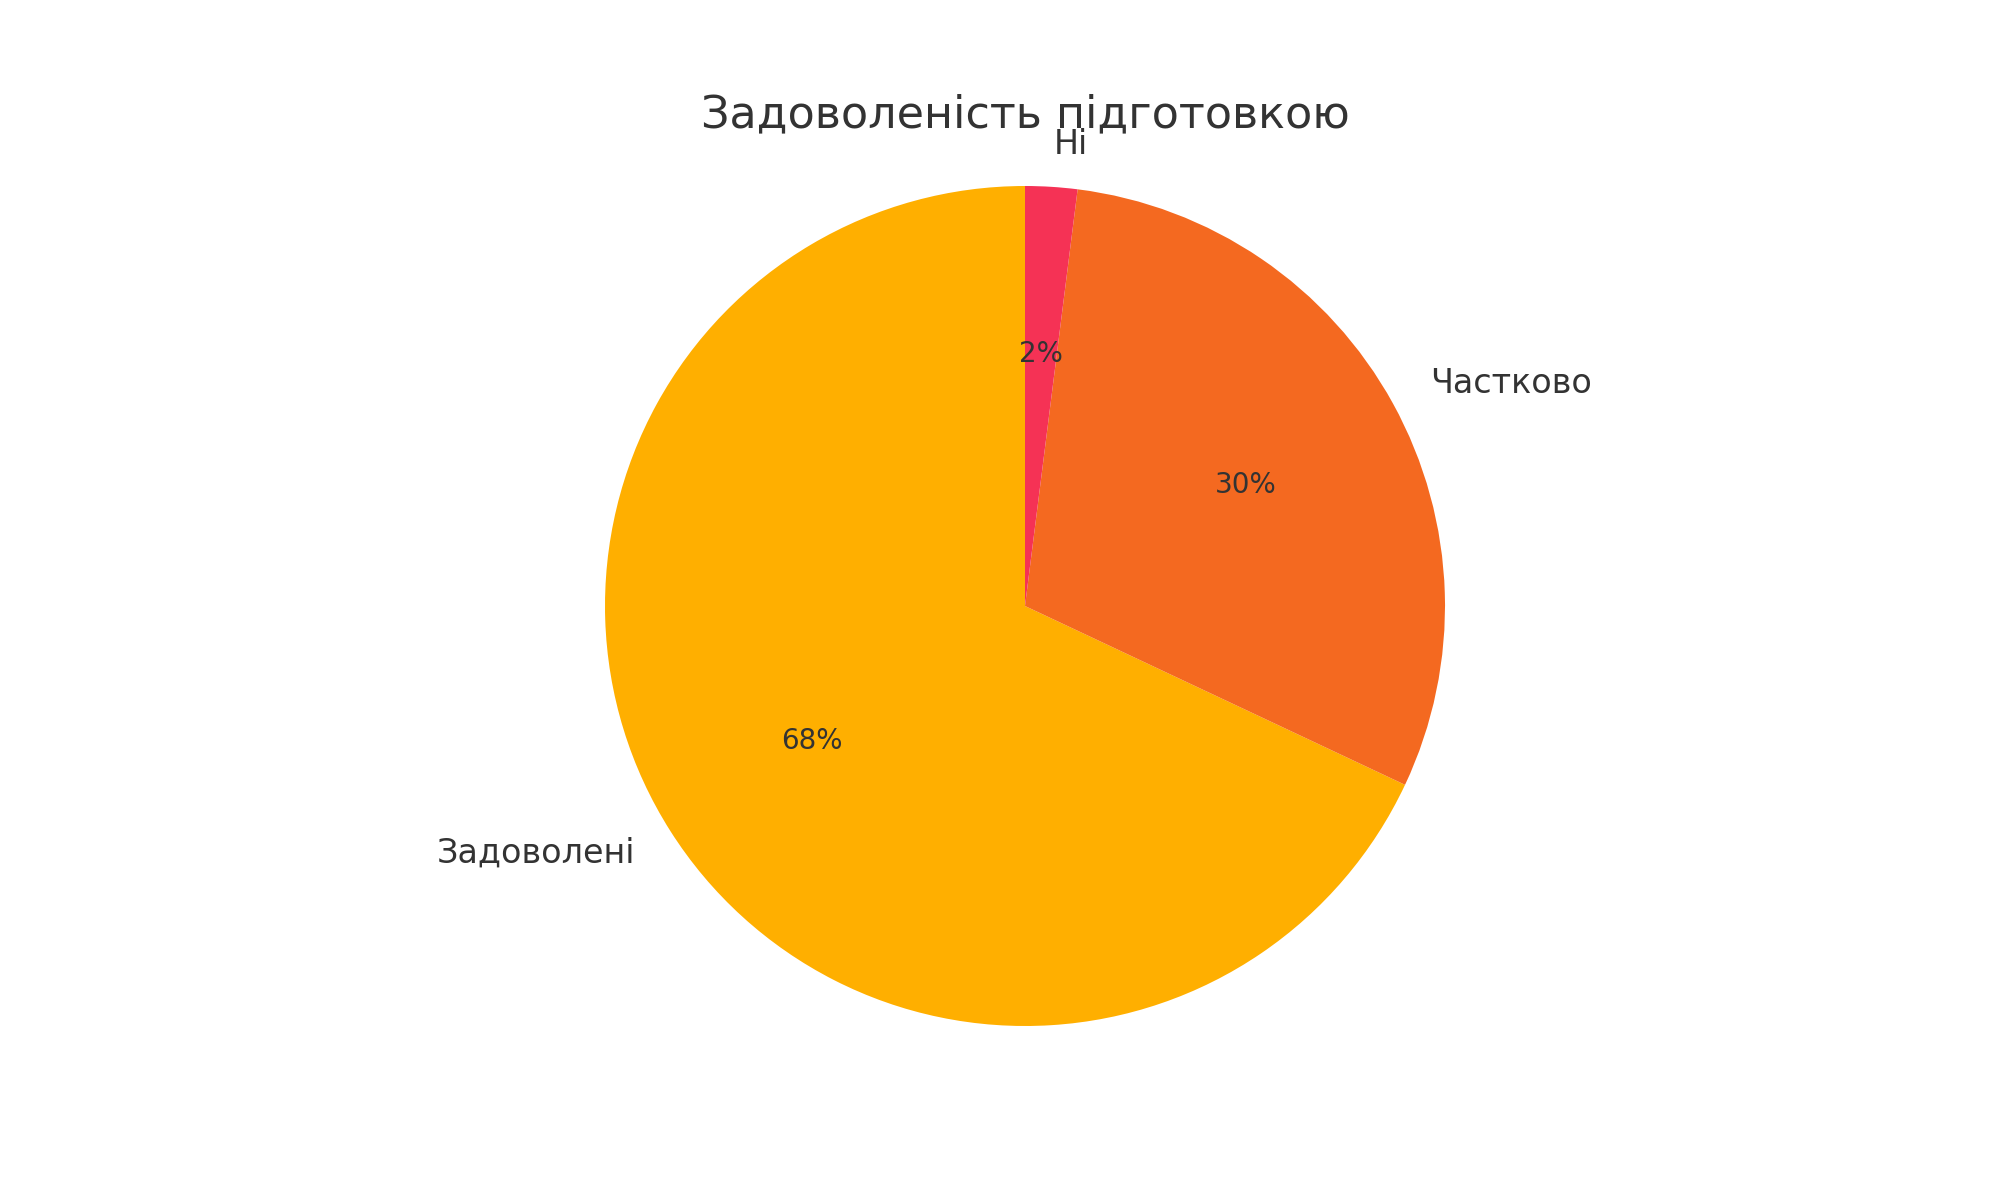 Задоволеність підготовкою
Ні
2%
Частково
30%
68%
Задоволені